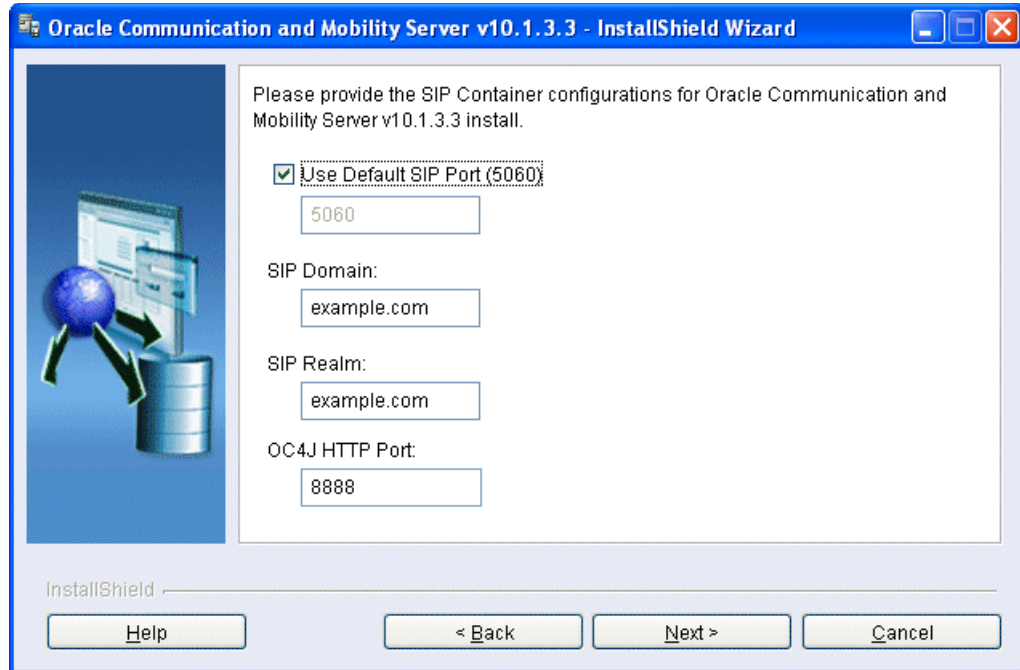 Oracle Communication and Mobility Server v10.1.3.3 - InstallShield Wizard
Please provide the SIP Container configurations for Oracle Communication and
Mobility Server v10.1.3.3 install.
Use Default SIP Port (5060)
5060
SIP Domain:
example.com
SIP Realm:
example.com
OC4J HTTP Port:
8888
InstallShield
Help
< Back
Next >
Cancel